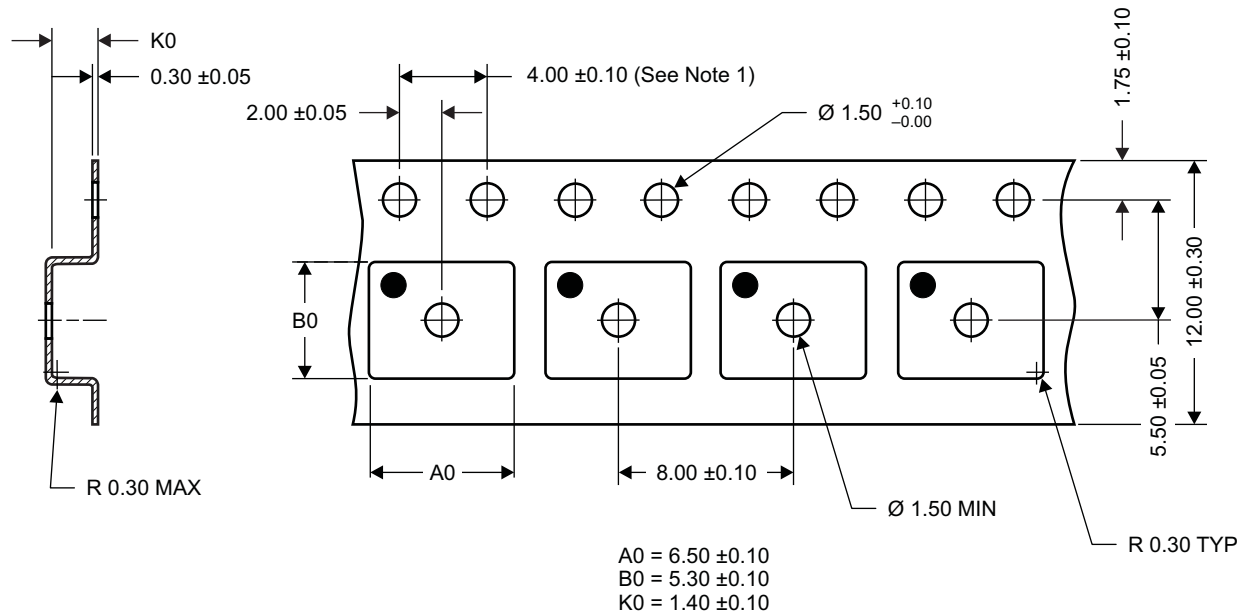 K0
0.30 ±0.05
4.00 ±0.10 (See Note 1)
2.00 ±0.05
Ø 1.50 +0.10 –0.00
1.75 ±0.10
12.00 ±0.30
5.50 ±0.05
B0
A0
8.00 ±0.10
R 0.30 MAX
Ø 1.50 MIN
R 0.30 TYP
A0 = 6.50 ±0.10
B0 = 5.30 ±0.10
K0 = 1.40 ±0.10